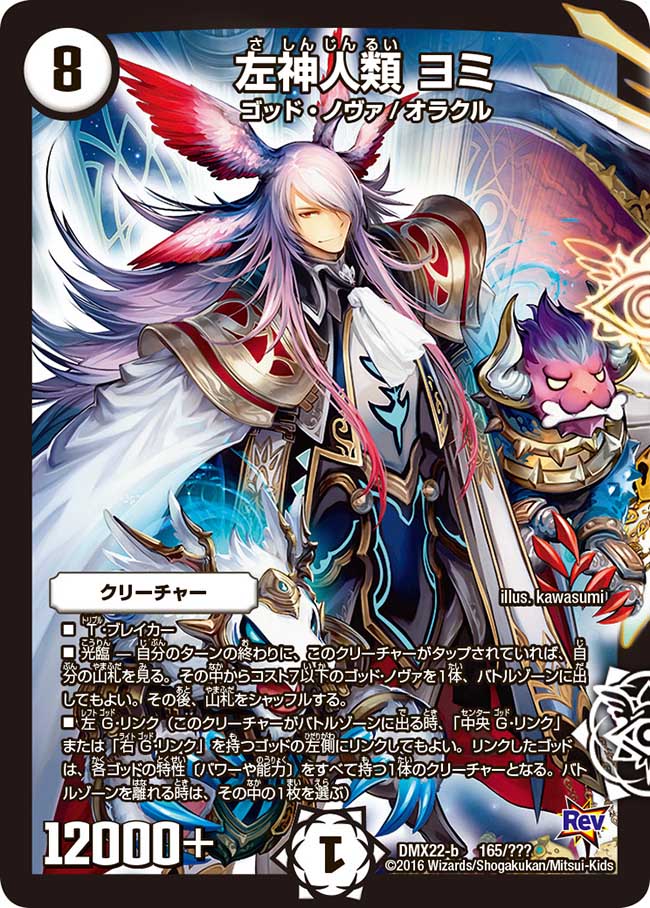 8
さしんじんるい
左神人類 ヨミ
ゴッド・ノヴァ / オラクル
クリーチャー
illus. kawasumi
■ T・ブレイカー
■ 光臨 ― 自分のターンの終わりに、このクリーチャーがタップされていれば、自
分の山札を見る。その中からコスト7以下のゴッド・ノヴァを1体、バトルゾーンに出
してもよい。その後、山札をシャッフルする。
■ 左 G・リンク (このクリーチャーがバトルゾーンに出る時、「中央 G・リンク」
または「右 G・リンク」を持つゴッドの左側にリンクしてもよい。リンクしたゴッド
は、各ゴッドの特性〔パワーや能力〕をすべて持つ1体のクリーチャーとなる。バト
ルゾーンを離れる時は、その中の1枚を選ぶ)
12000+
1
Rev
DMX22-b 165/???
©2016 Wizards/Shogakukan/Mitsui-Kids